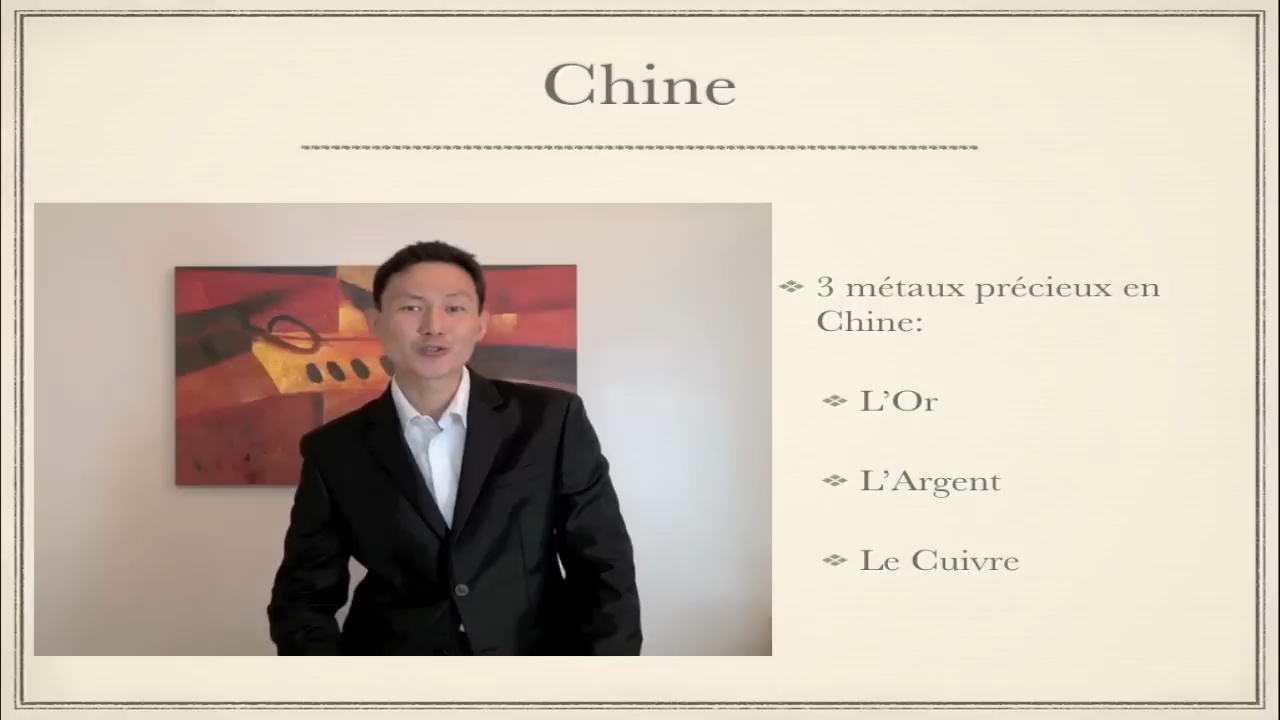 Chine
3 métaux précieux en
Chine:
L’Or
L’Argent
Le Cuivre